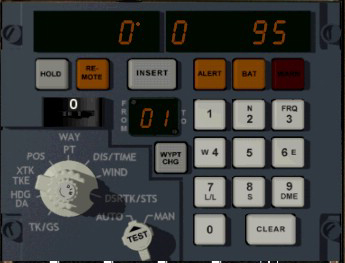 0° 0 95
HOLD RE-MOTE INSERT ALERT BAT WARN
0 FROM 01 TO
1 N 2 FRQ 3
WAY PT
POS DIS/TIME
XTK TKE WIND
WYPT CHG
W 4 5 6 E
HDG DA DSRTK/STS
7 L/L 8 S 9 DME
TK/GS AUTO MAN
TEST
0 CLEAR